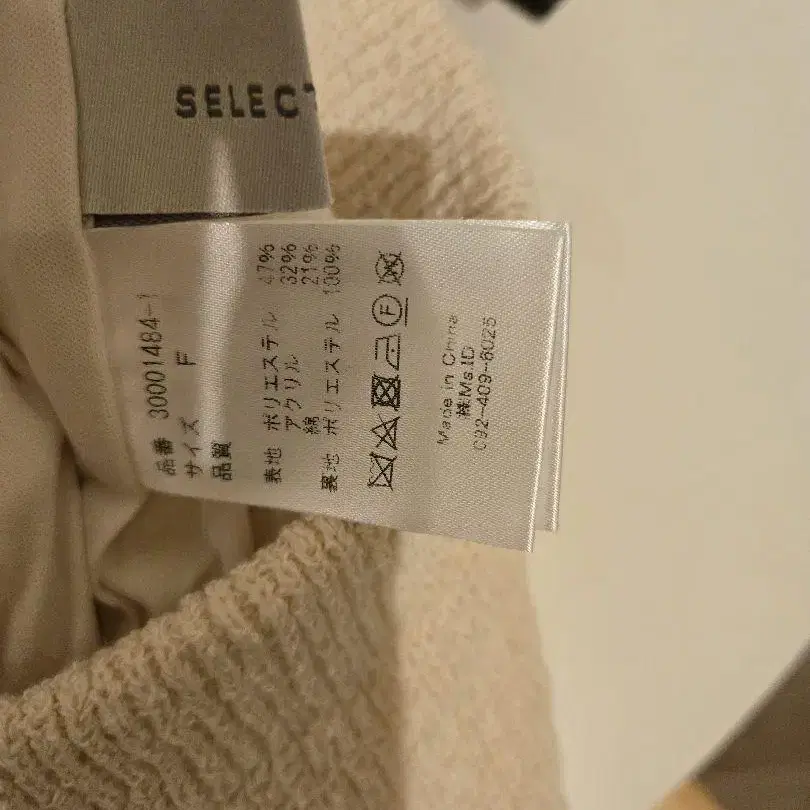 SELECT
品番 30001484-1
サイズ F
品質
表地 ポリエステル 47%
アクリル 32%
綿 21%
裏地 ポリエステル 100%
F
Made in China
㈱Ms.ID
092-409-6025